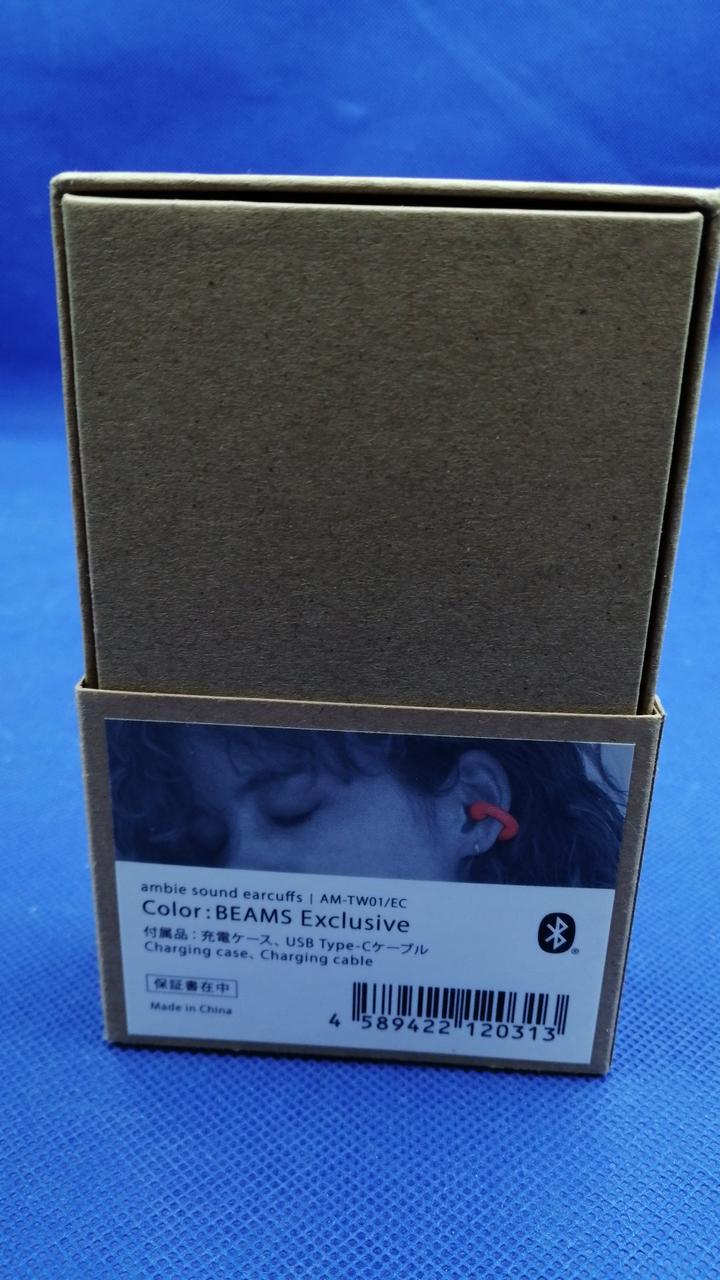 ambie sound earcuffs | AM-TW01/EC
Color:BEAMS Exclusive
付属品：充電ケース、USB Type-Cケーブル
Charging case、Charging cable
保証書在中
Made in China
4 589422 120313